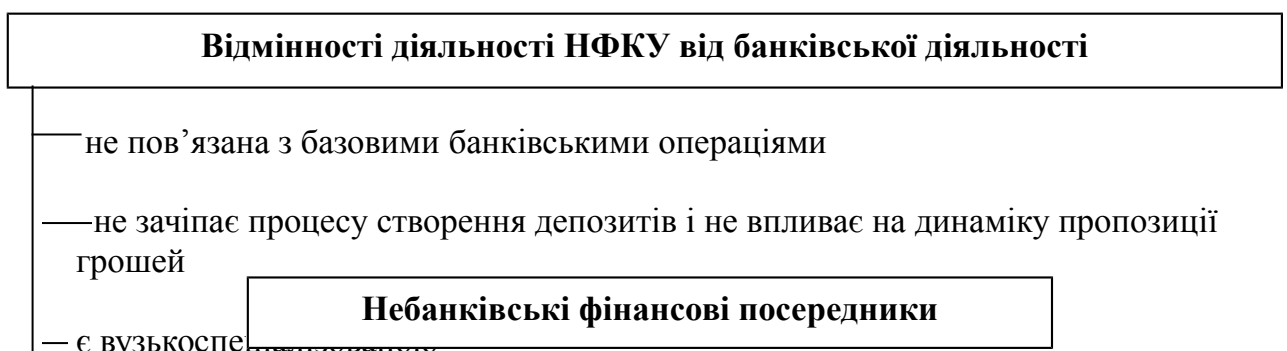 Відмінності діяльності НФКУ від банківської діяльності
не пов’язана з базовими банківськими операціями
не зачіпає процесу створення депозитів і не впливає на динаміку пропозиції
грошей
Небанківські фінансові посередники
є